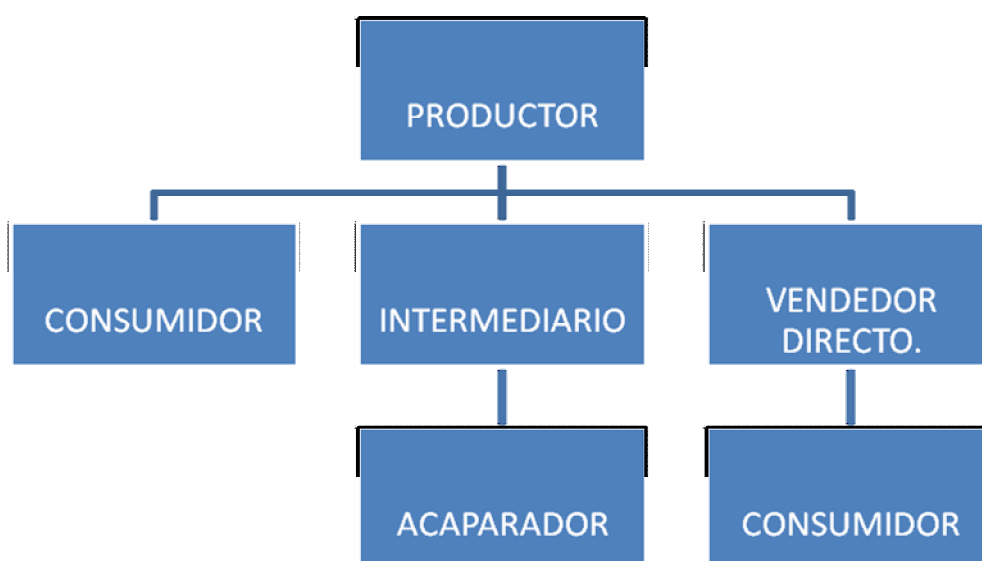 PRODUCTOR
CONSUMIDOR
INTERMEDIARIO
VENDEDOR
DIRECTO.
ACAPARADOR
CONSUMIDOR